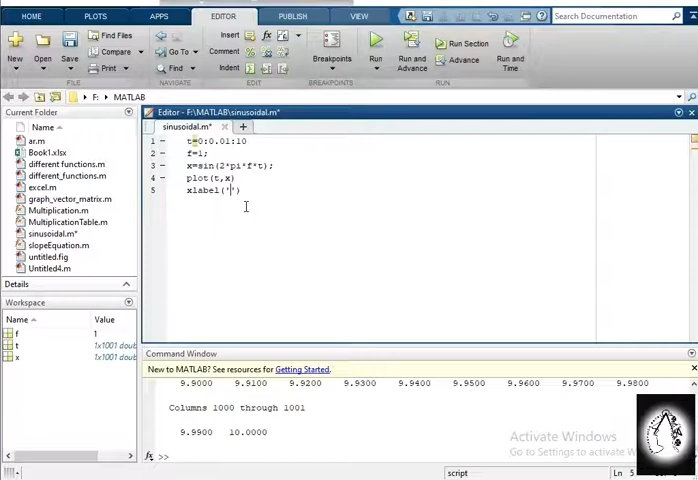 HOME PLOTS APPS EDITOR PUBLISH VIEW Search Documentation
New Open Save Find Files Compare Print Go To Find Insert Comment Indent fx Breakpoints Run Run and Advance Run Section Advance Run and Time
FILE NAVIGATE EDIT BREAKPOINTS RUN
F: MATLAB
Current Folder
Name
ar.m
Book1.xlsx
different functions.m
different_functions.m
excel.m
graph_vector_matrix.m
Multiplication.m
MultiplicationTable.m
sinusoidal.m*
slopeEquation.m
untitled.fig
Untitled4.m
Details
Workspace
Name Value
f 1
t 1x1001 doub
x 1x1001 doub
Editor - F:\MATLAB\sinusoidal.m*
sinusoidal.m* +
1 - t=0:0.01:10
2 - f=1;
3 - x=sin(2*pi*f*t);
4 - plot(t,x)
5 xlabel('')
Command Window
New to MATLAB? See resources for Getting Started.
9.9000 9.9100 9.9200 9.9300 9.9400 9.9500 9.9600 9.9700 9.9800
Columns 1000 through 1001
9.9900 10.0000
fx >>
Activate Windows
Go to Settings to activate W
script Ln 5